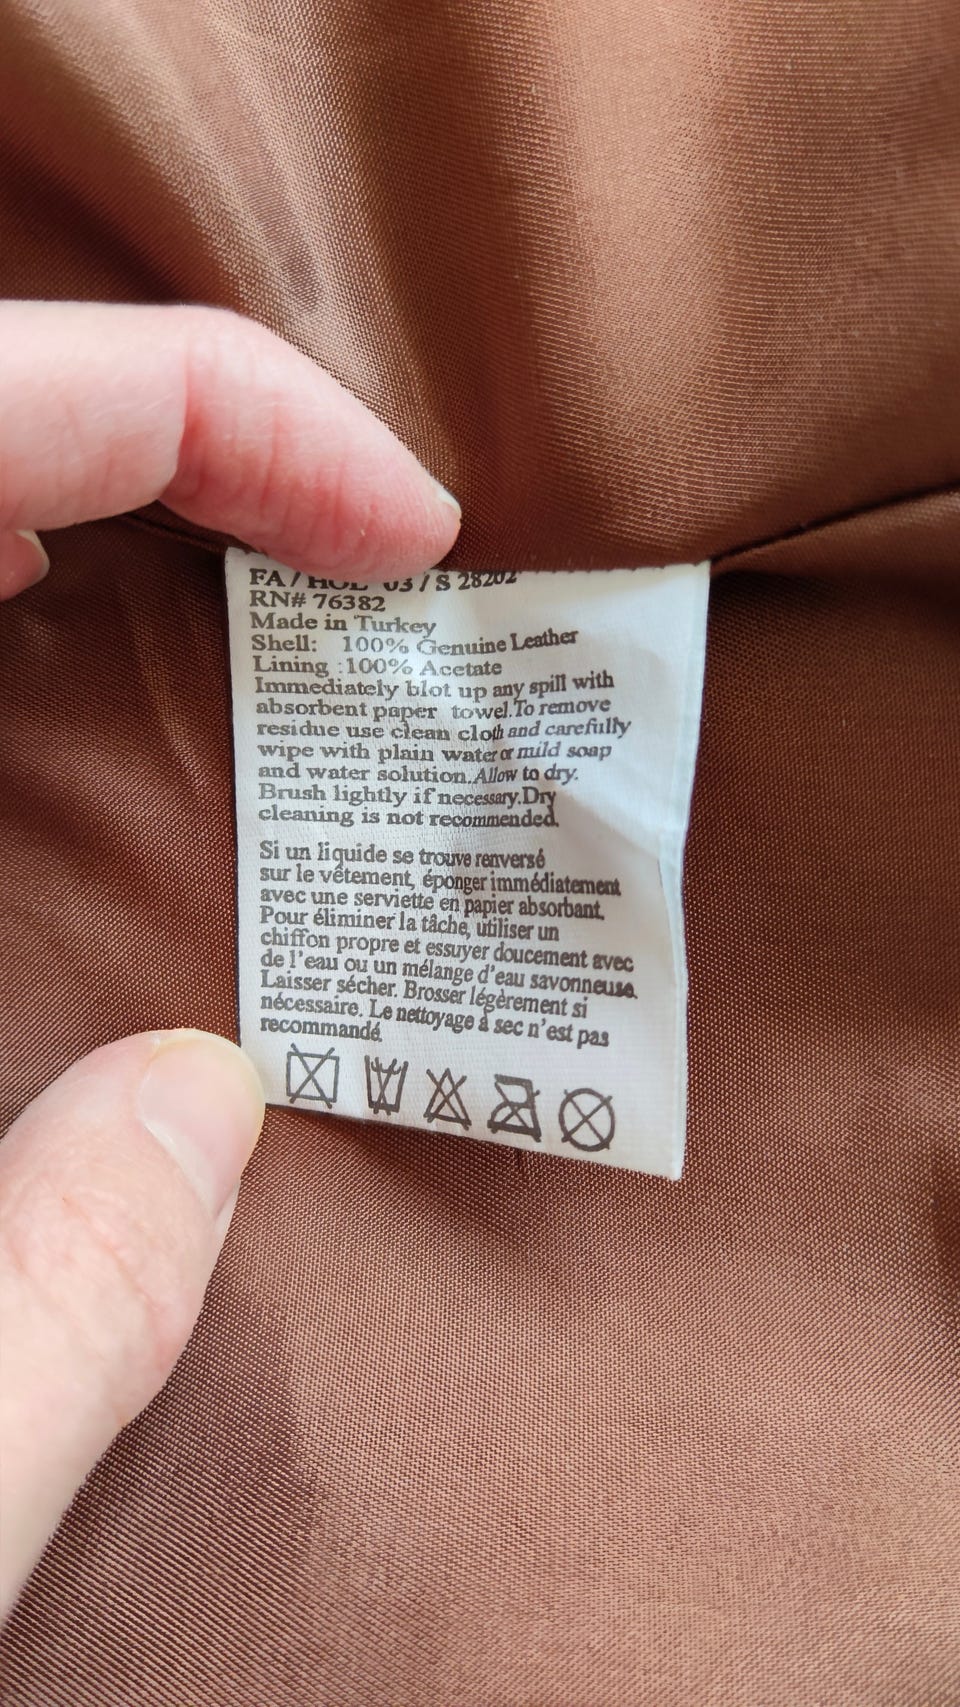 FA / HOL 03 / S 28202
RN# 76382
Made in Turkey
Shell: 100% Genuine Leather
Lining :100% Acetate
Immediately blot up any spill with
absorbent paper towel.To remove
residue use clean cloth and carefully
wipe with plain water or mild soap
and water solution.Allow to dry.
Brush lightly if necessary.Dry
cleaning is not recommended.
Si un liquide se trouve renversé
sur le vêtement, éponger immédiatement
avec une serviette en papier absorbant.
Pour éliminer la tâche, utiliser un
chiffon propre et essuyer doucement avec
de l'eau ou un mélange d'eau savonneuse.
Laisser sécher. Brosser légèrement si
nécessaire. Le nettoyage à sec n'est pas
recommandé.